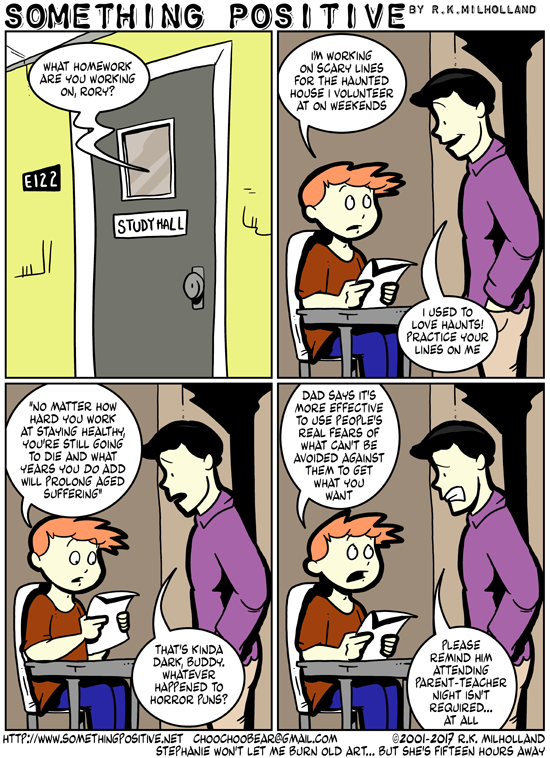 SOMETHING POSITIVE BY R.K.MILHOLLAND
WHAT HOMEWORK
ARE YOU WORKING
ON, RORY?
E122
STUDY HALL
I'M WORKING
ON SCARY LINES
FOR THE HAUNTED
HOUSE I VOLUNTEER
AT ON WEEKENDS
I USED TO
LOVE HAUNTS!
PRACTICE YOUR
LINES ON ME
"NO MATTER HOW
HARD YOU WORK
AT STAYING HEALTHY,
YOU'RE STILL GOING
TO DIE AND WHAT
YEARS YOU DO ADD
WILL PROLONG AGED
SUFFERING"
THAT'S KINDA
DARK, BUDDY.
WHATEVER
HAPPENED TO
HORROR PUNS?
DAD SAYS IT'S
MORE EFFECTIVE
TO USE PEOPLE'S
REAL FEARS OF
WHAT CAN'T BE
AVOIDED AGAINST
THEM TO GET
WHAT YOU
WANT
PLEASE
REMIND HIM
ATTENDING
PARENT-TEACHER
NIGHT ISN'T
REQUIRED...
AT ALL
HTTP://WWW.SOMETHINGPOSITIVE.NET CHOOCHOOBEAR@GMAIL.COM ©2001-2017 R.K. MILHOLLAND
STEPHANIE WON'T LET ME BURN OLD ART... BUT SHE'S FIFTEEN HOURS AWAY